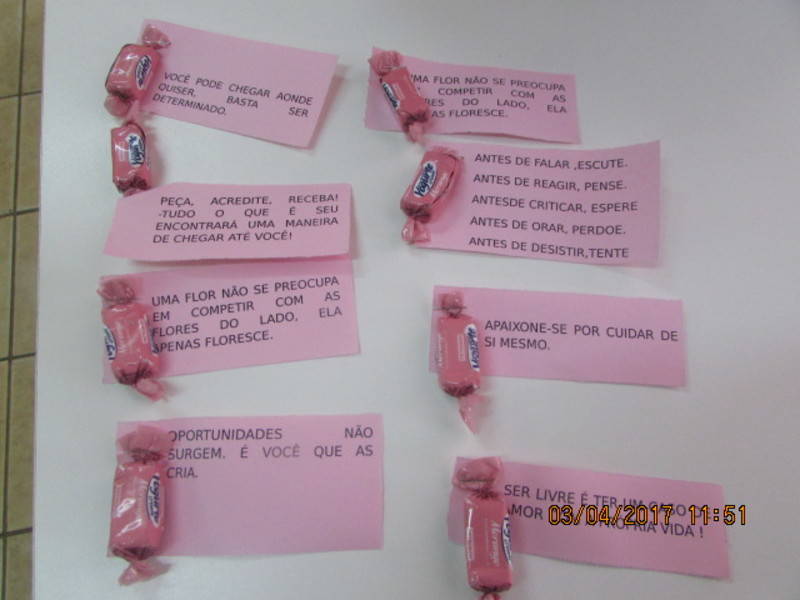 VOCÊ PODE CHEGAR AONDE
QUISER, BASTA SER
DETERMINADO.
UMA FLOR NÃO SE PREOCUPA
COMPETIR COM AS
DO LADO, ELA
FLORESCE.
PEÇA, ACREDITE, RECEBA!
-TUDO O QUE É SEU
ENCONTRARÁ UMA MANEIRA
DE CHEGAR ATÉ VOCÊ!
ANTES DE FALAR ,ESCUTE.
ANTES DE REAGIR, PENSE.
ANTESDE CRITICAR, ESPERE
ANTES DE ORAR, PERDOE.
ANTES DE DESISTIR,TENTE
UMA FLOR NÃO SE PREOCUPA
EM COMPETIR COM AS
FLORES DO LADO, ELA
APENAS FLORESCE.
APAIXONE-SE POR CUIDAR DE
SI MESMO.
OPORTUNIDADES NÃO
SURGEM. É VOCÊ QUE AS
CRIA.
SER LIVRE É TER UM CASO
AMOR VIDA !
03/04/2017 11:51